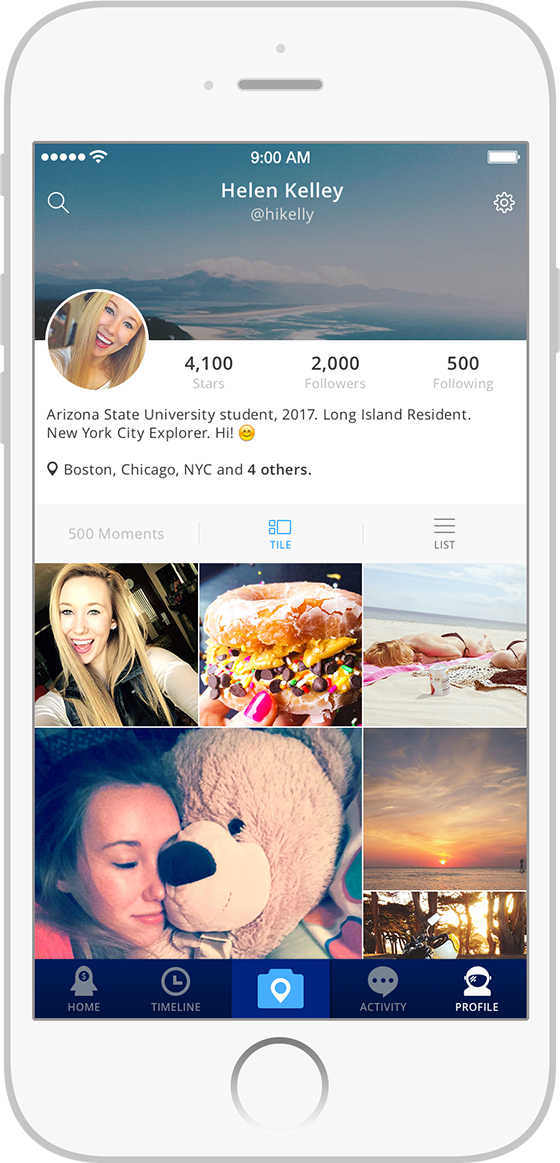 9:00 AM
Helen Kelley
@hikelly
4,100 2,000 500
Stars Followers Following
Arizona State University student, 2017. Long Island Resident.
New York City Explorer. Hi! 😊
Boston, Chicago, NYC and 4 others.
500 Moments TILE LIST
$
HOME TIMELINE ACTIVITY PROFILE